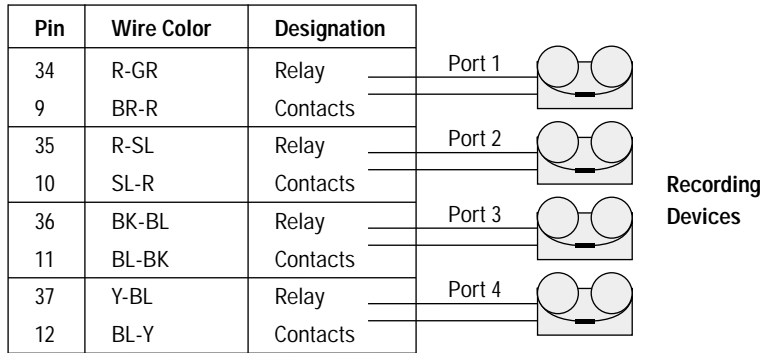 Pin Wire Color Designation
34 R-GR Relay Port 1
9 BR-R Contacts
35 R-SL Relay Port 2
10 SL-R Contacts
Recording
36 BK-BL Relay Port 3
Devices
11 BL-BK Contacts
37 Y-BL Relay Port 4
12 BL-Y Contacts